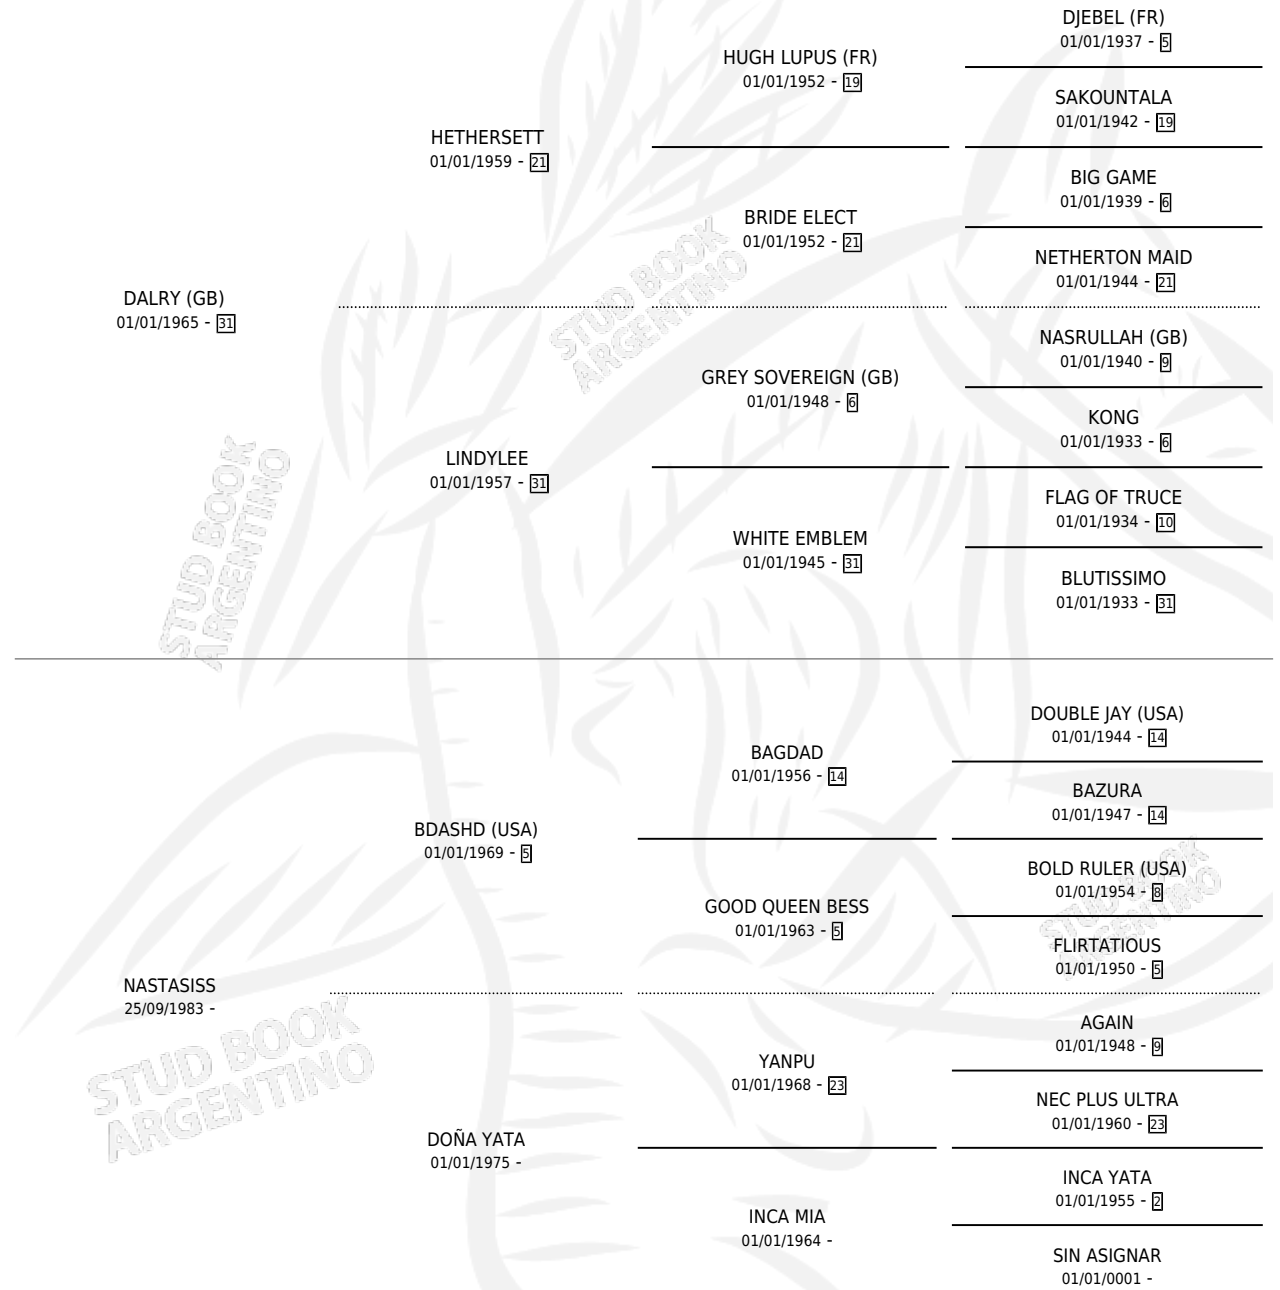 DJEBEL (FR)
01/01/1937 - 5
HUGH LUPUS (FR)
01/01/1952 - 19
SAKOUNTALA
01/01/1942 - 19
HETHERSETT
01/01/1959 - 21
BIG GAME
01/01/1939 - 6
BRIDE ELECT
01/01/1952 - 21
NETHERTON MAID
01/01/1944 - 21
DALRY (GB)
01/01/1965 - 31
NASRULLAH (GB)
01/01/1940 - 9
GREY SOVEREIGN (GB)
01/01/1948 - 6
KONG
01/01/1933 - 6
LINDYLEE
01/01/1957 - 31
FLAG OF TRUCE
01/01/1934 - 10
WHITE EMBLEM
01/01/1945 - 31
BLUTISSIMO
01/01/1933 - 31
DOUBLE JAY (USA)
01/01/1944 - 14
BAGDAD
01/01/1956 - 14
BAZURA
01/01/1947 - 14
BDASHD (USA)
01/01/1969 - 5
BOLD RULER (USA)
01/01/1954 - 8
GOOD QUEEN BESS
01/01/1963 - 5
FLIRTATIOUS
01/01/1950 - 5
NASTASISS
25/09/1983 -
AGAIN
01/01/1948 - 9
YANPU
01/01/1968 - 23
NEC PLUS ULTRA
01/01/1960 - 23
DOÑA YATA
01/01/1975 -
INCA YATA
01/01/1955 - 2
INCA MIA
01/01/1964 -
SIN ASIGNAR
01/01/0001 -
STUD BOOK
ARGENTINO
STUD BOOK
ARGENTINO
STUD BOOK
ARGENTINO
STUD BOOK
ARGENTINO